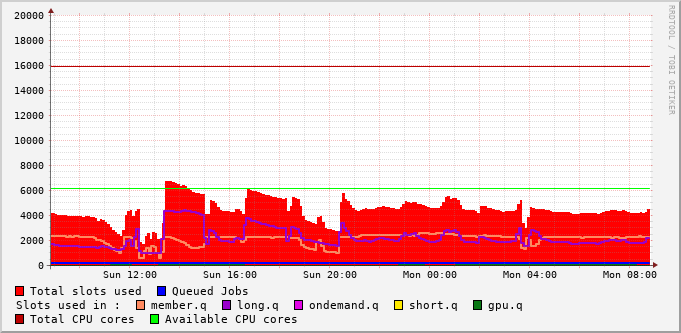 20000
18000
16000
14000
12000
10000
8000
6000
4000
2000
0
Sun 12:00 Sun 16:00 Sun 20:00 Mon 00:00 Mon 04:00 Mon 08:00
RRDTOOL / TOBI OETIKER
Total slots used Queued Jobs
Slots used in : member.q long.q ondemand.q short.q gpu.q
Total CPU cores Available CPU cores